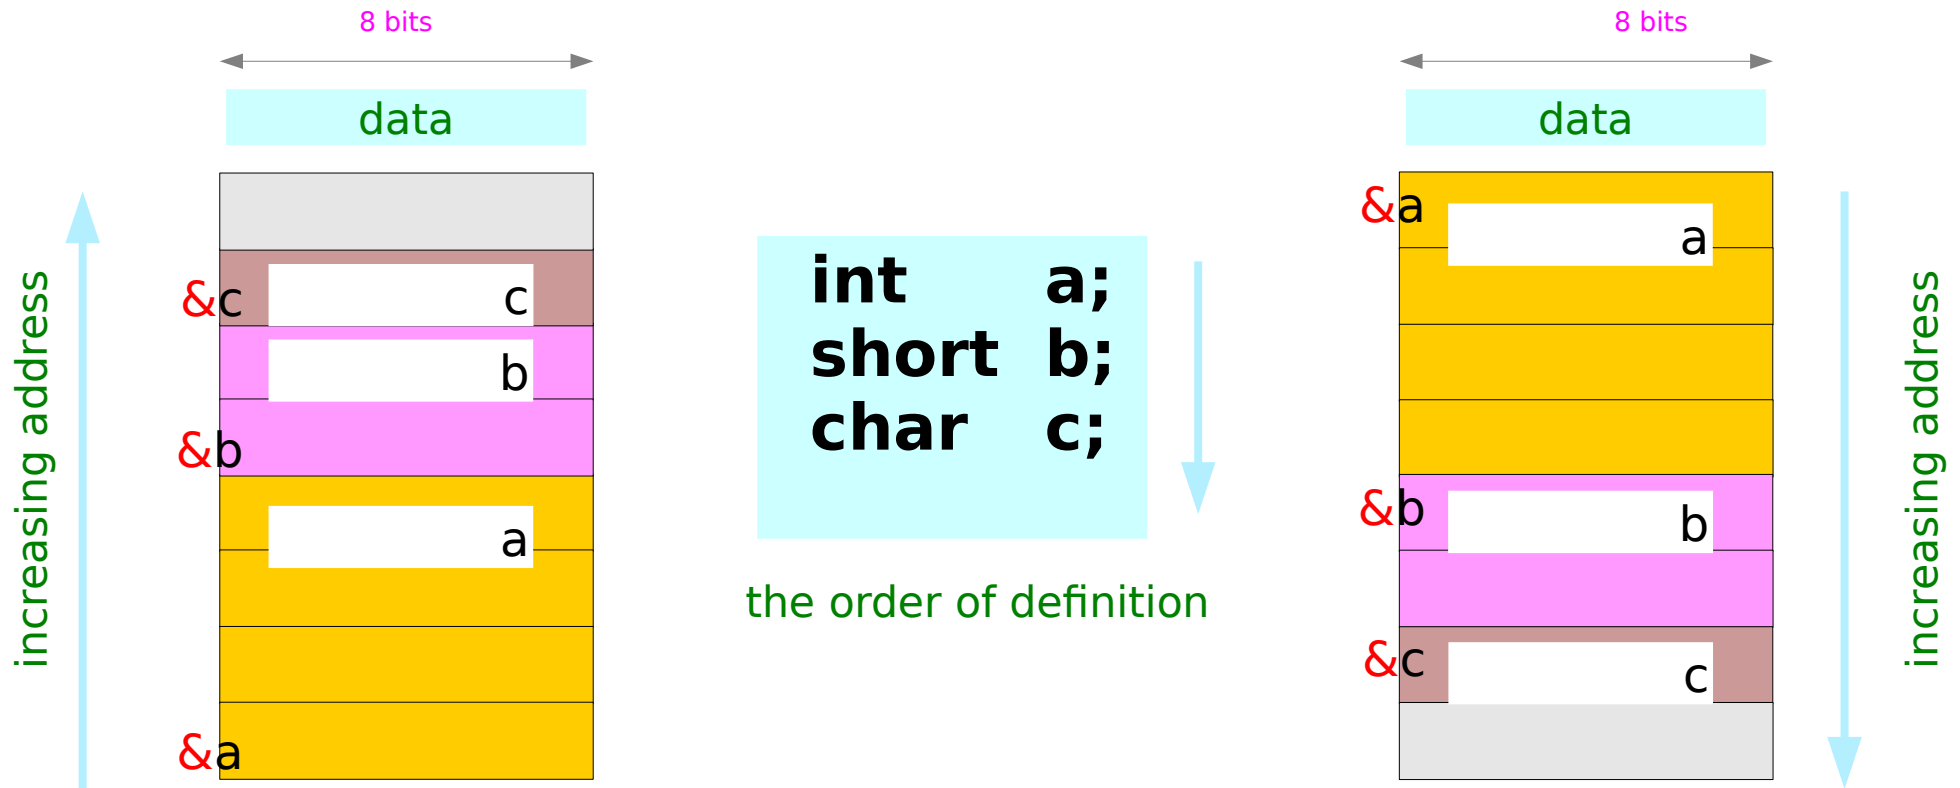 8 bits
data
increasing address
&c
c
b
&b
a
&a
int a;
short b;
char c;
the order of definition
8 bits
data
&a
a
&b
b
&c
c
increasing address